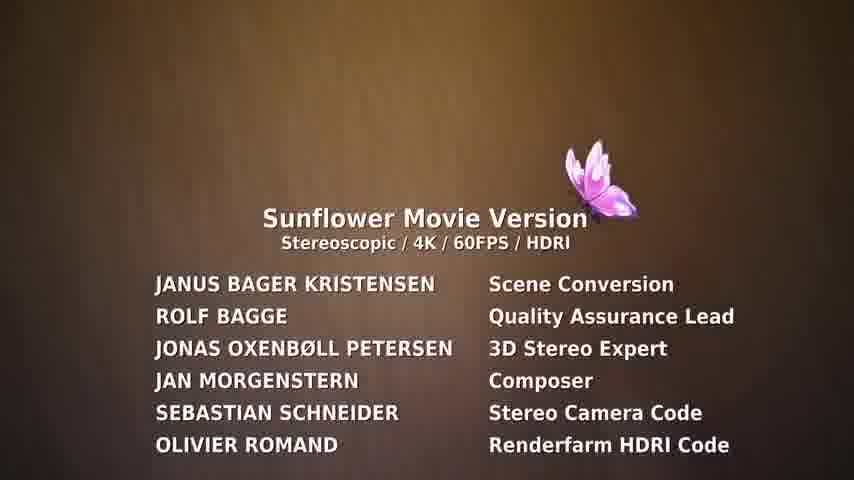 Sunflower Movie Version
Stereoscopic / 4K / 60FPS / HDRI
JANUS BAGER KRISTENSEN Scene Conversion
ROLF BAGGE Quality Assurance Lead
JONAS OXENBØLL PETERSEN 3D Stereo Expert
JAN MORGENSTERN Composer
SEBASTIAN SCHNEIDER Stereo Camera Code
OLIVIER ROMAND Renderfarm HDRI Code